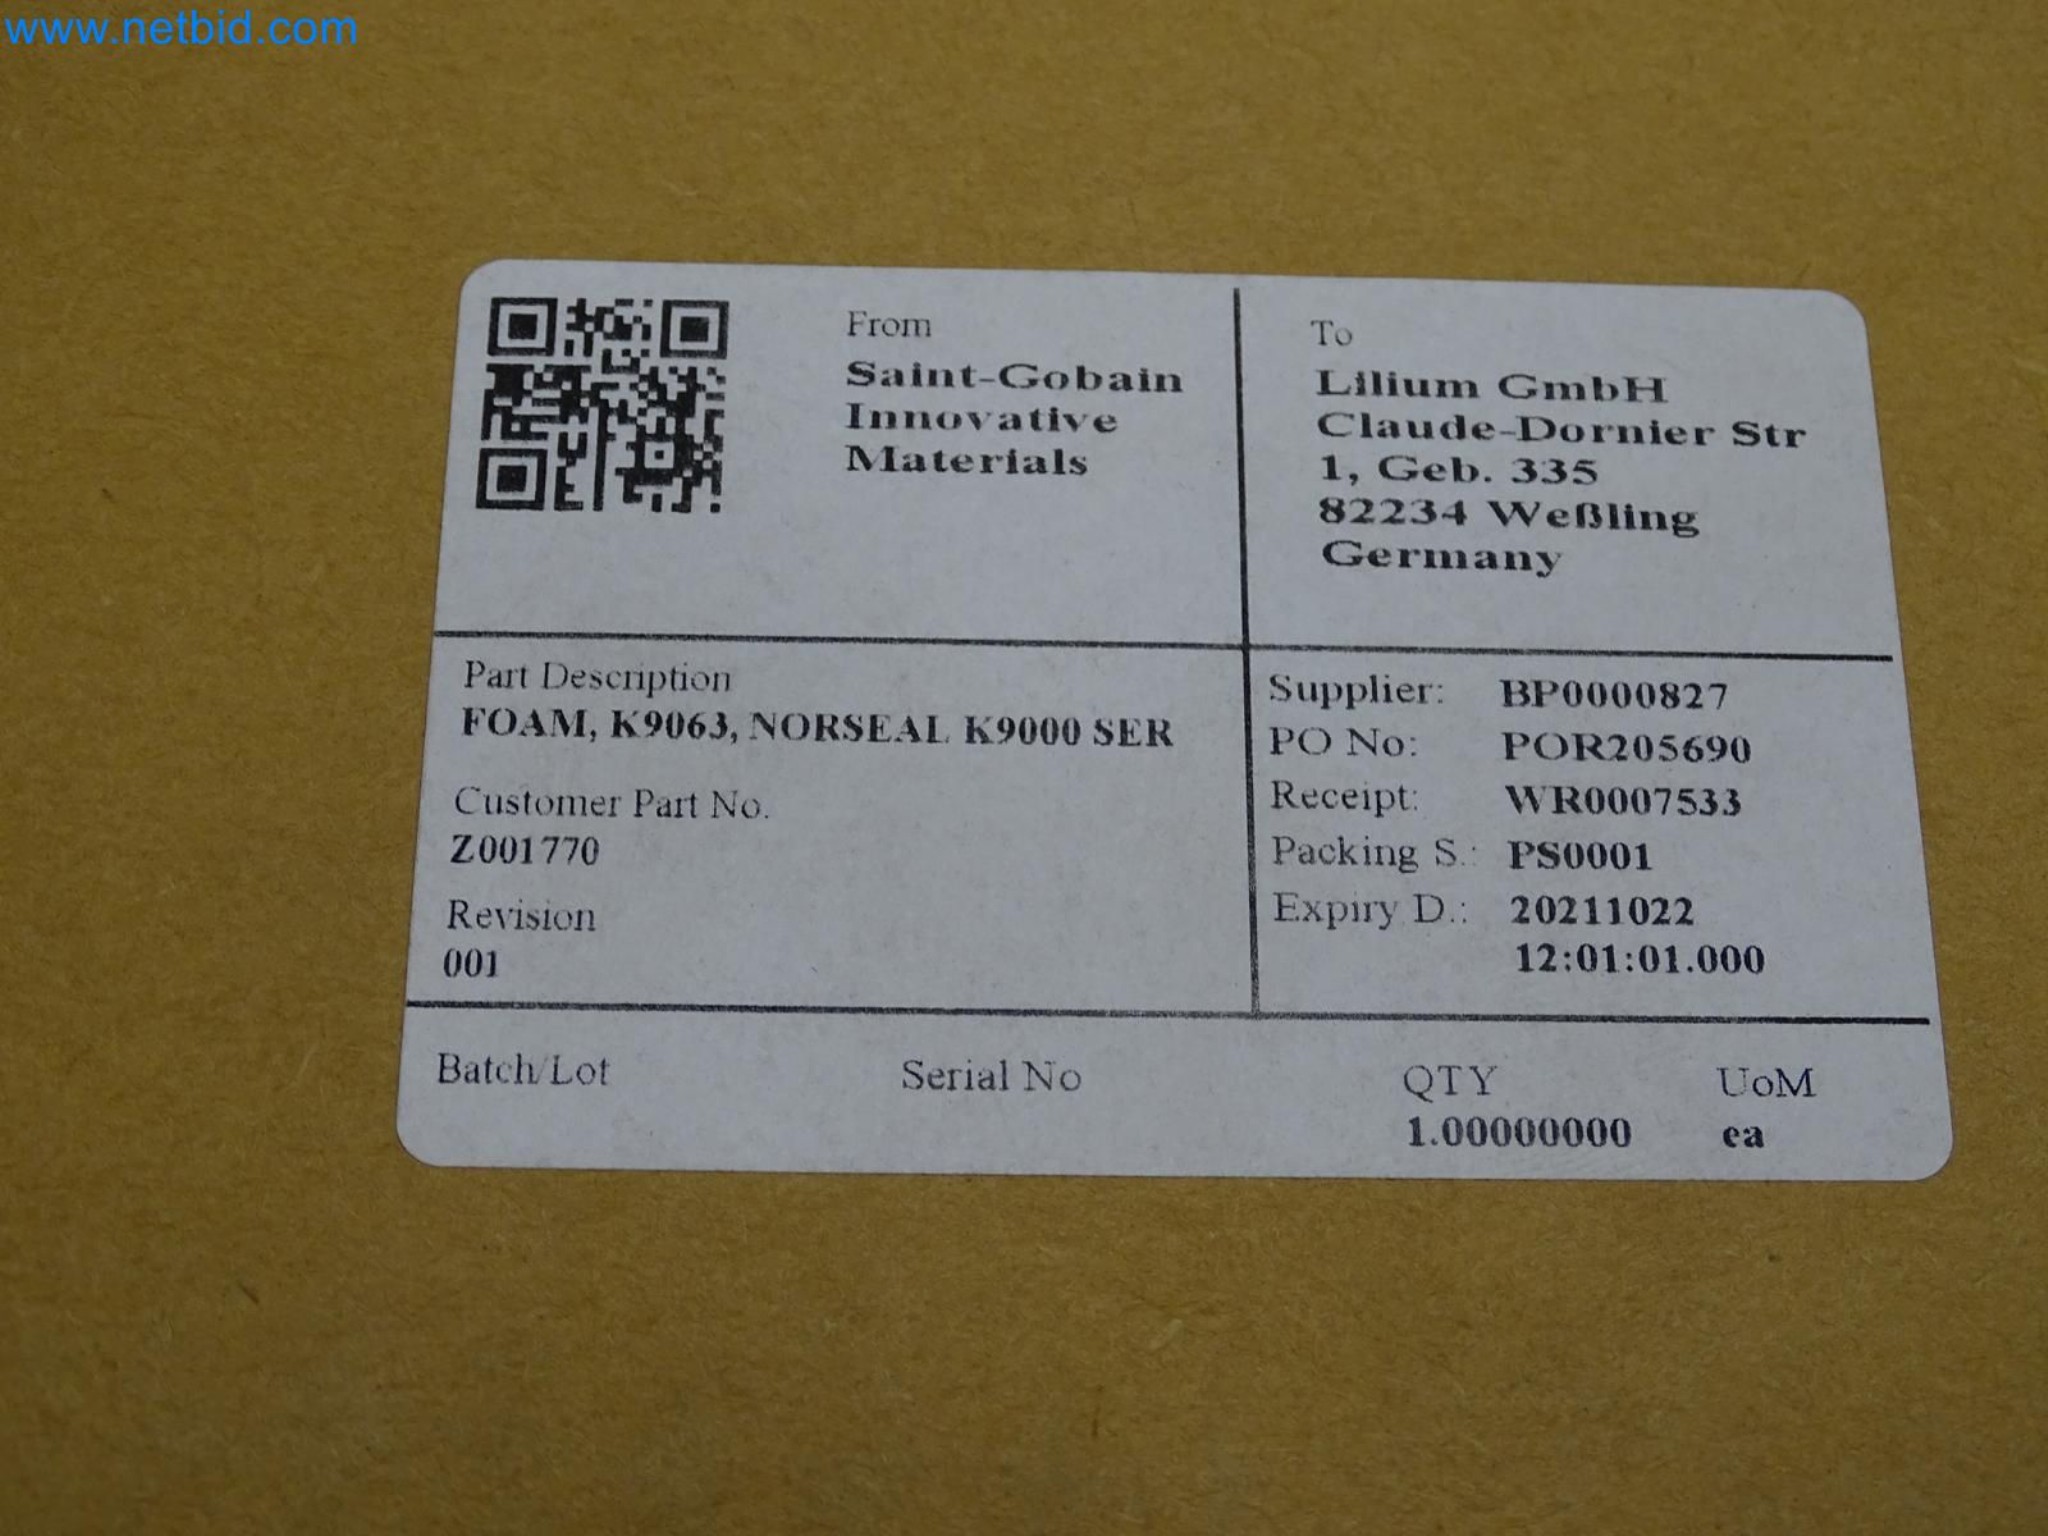 www.netbid.com
From
Saint-Gobain
Innovative
Materials
To
Lilium GmbH
Claude-Dornier Str
1, Geb. 335
82234 Weßling
Germany
Part Description
FOAM, K9063, NORSEAL K9000 SER
Customer Part No.
Z001770
Revision
001
Supplier: BP0000827
PO No: POR205690
Receipt: WR0007533
Packing S.: PS0001
Expiry D.: 20211022
12:01:01.000
Batch/Lot Serial No QTY UoM
1.00000000 ea